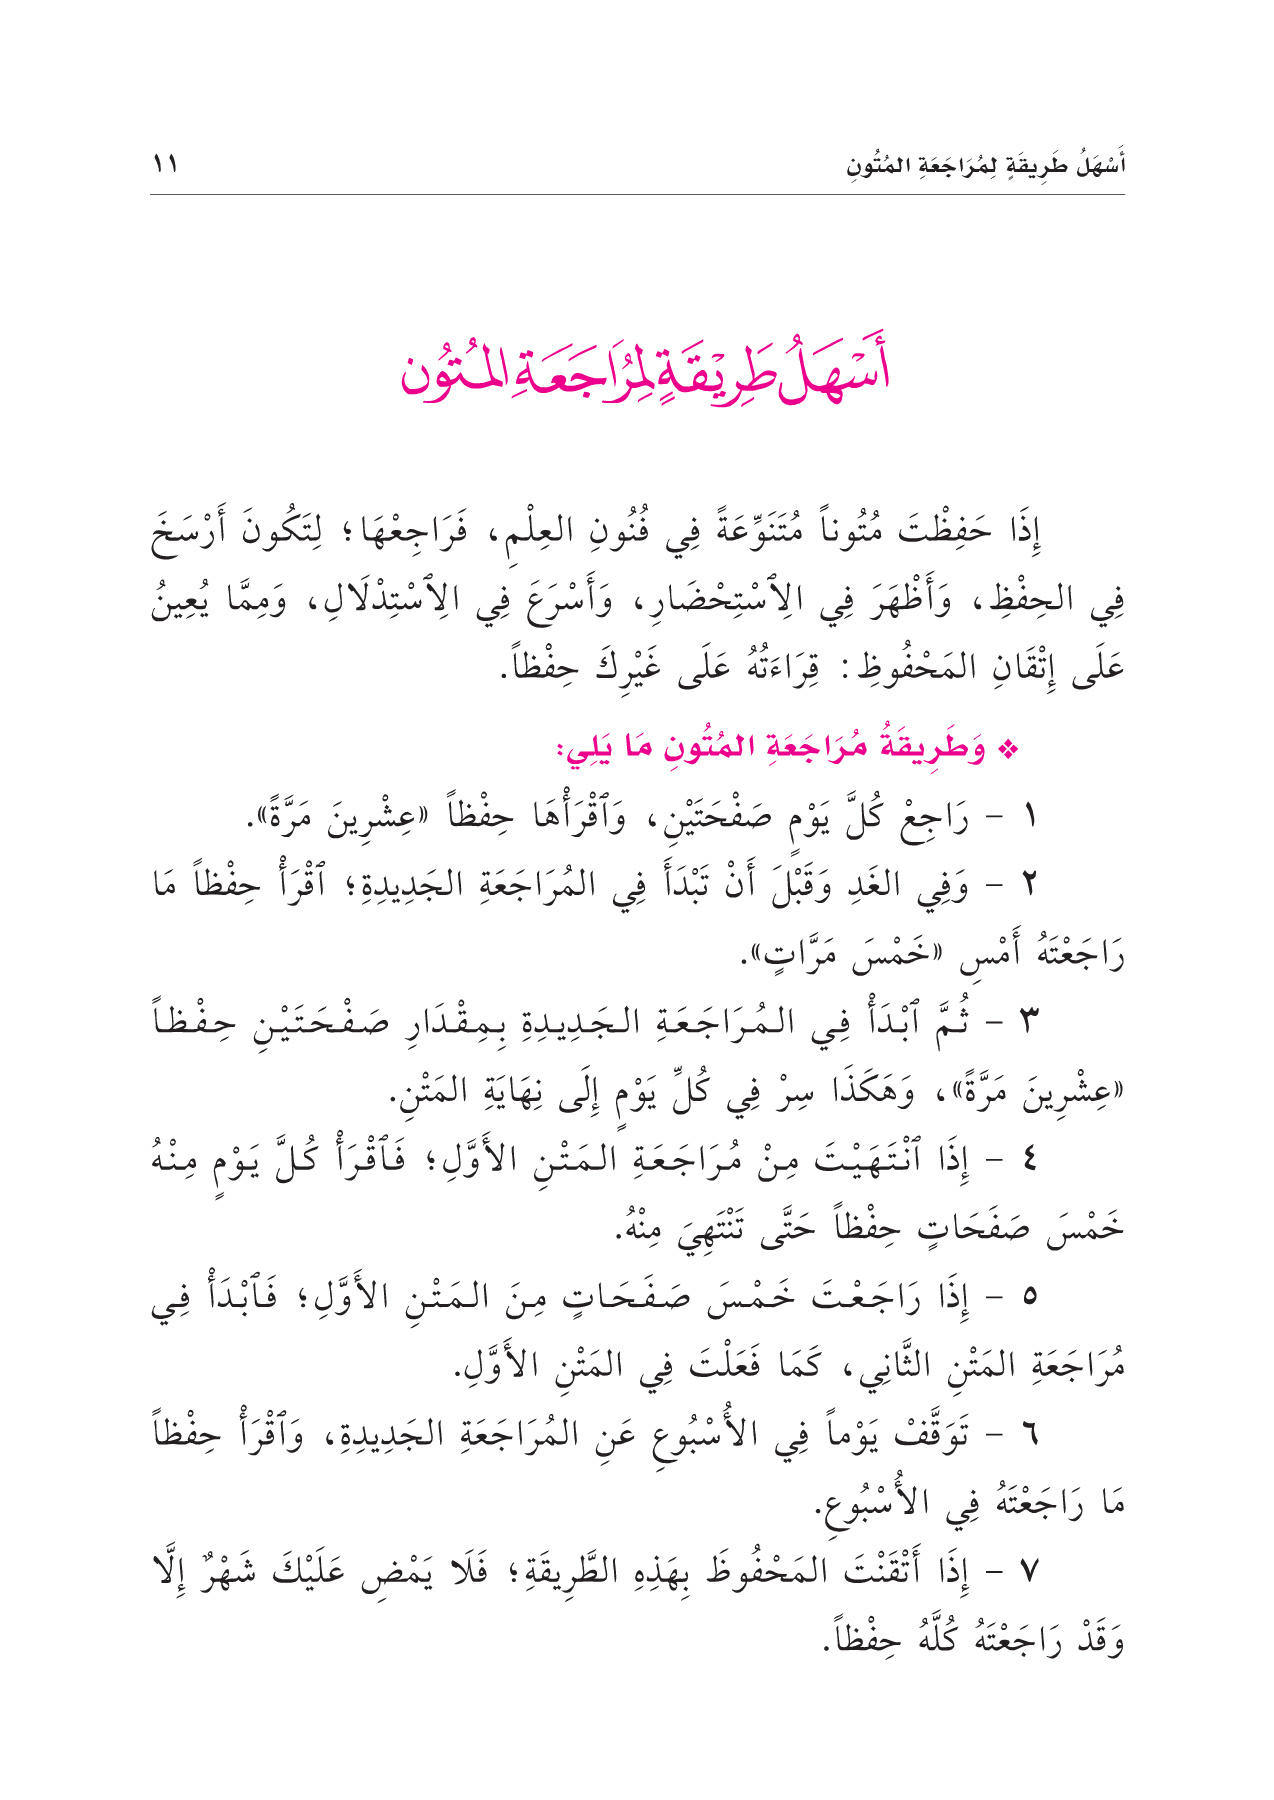 أَسْهَلُ طَرِيقَةٍ لِمُرَاجَعَةِ المُتُونِ ١١
أَسْهَلُ طَرِيْقَةٍ لِمُرَاجَعَةِ المُتُون
إِذَا حَفِظْتَ مُتُوناً مُتَنَوِّعَةً فِي فُنُونِ العِلْمِ، فَرَاجِعْهَا؛ لِتَكُونَ أَرْسَخَ
فِي الحِفْظِ، وَأَظْهَرَ فِي الِٱسْتِحْضَارِ، وَأَسْرَعَ فِي الِٱسْتِدْلَالِ، وَمِمَّا يُعِينُ
عَلَى إِتْقَانِ المَحْفُوظِ: قِرَاءَتُهُ عَلَى غَيْرِكَ حِفْظاً.
❖ وَطَرِيقَةُ مُرَاجَعَةِ المُتُونِ مَا يَلِي:
١ - رَاجِعْ كُلَّ يَوْمٍ صَفْحَتَيْنِ، وَٱقْرَأْهَا حِفْظاً «عِشْرِينَ مَرَّةً».
٢ - وَفِي الغَدِ وَقَبْلَ أَنْ تَبْدَأَ فِي المُرَاجَعَةِ الجَدِيدِةِ؛ ٱقْرَأْ حِفْظاً مَا
رَاجَعْتَهُ أَمْسِ «خَمْسَ مَرَّاتٍ».
٣ - ثُمَّ ٱبْدَأْ فِي المُرَاجَعَةِ الجَدِيدِةِ بِمِقْدَارِ صَفْحَتَيْنِ حِفْظاً
«عِشْرِينَ مَرَّةً»، وَهَكَذَا سِرْ فِي كُلِّ يَوْمٍ إِلَى نِهَايَةِ المَتْنِ.
٤ - إِذَا ٱنْتَهَيْتَ مِنْ مُرَاجَعَةِ المَتْنِ الأَوَّلِ؛ فَٱقْرَأْ كُلَّ يَوْمٍ مِنْهُ
خَمْسَ صَفَحَاتٍ حِفْظاً حَتَّى تَنْتَهِيَ مِنْهُ.
٥ - إِذَا رَاجَعْتَ خَمْسَ صَفَحَاتٍ مِنَ المَتْنِ الأَوَّلِ؛ فَٱبْدَأْ فِي
مُرَاجَعَةِ المَتْنِ الثَّانِي، كَمَا فَعَلْتَ فِي المَتْنِ الأَوَّلِ.
٦ - تَوَقَّفْ يَوْماً فِي الأُسْبُوعِ عَنِ المُرَاجَعَةِ الجَدِيدِةِ، وَٱقْرَأْ حِفْظاً
مَا رَاجَعْتَهُ فِي الأُسْبُوعِ.
٧ - إِذَا أَتْقَنْتَ المَحْفُوظَ بِهَذِهِ الطَّرِيقَةِ؛ فَلَا يَمْضِ عَلَيْكَ شَهْرٌ إِلَّا
وَقَدْ رَاجَعْتَهُ كُلَّهُ حِفْظاً.